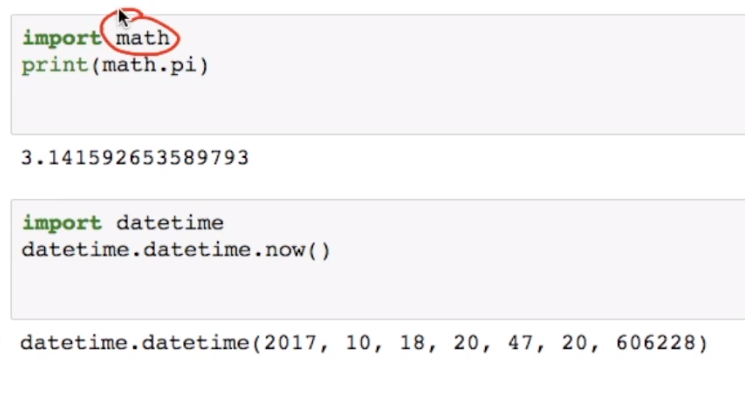 import math
print(math.pi)
3.141592653589793
import datetime
datetime.datetime.now()
datetime.datetime(2017, 10, 18, 20, 47, 20, 606228)